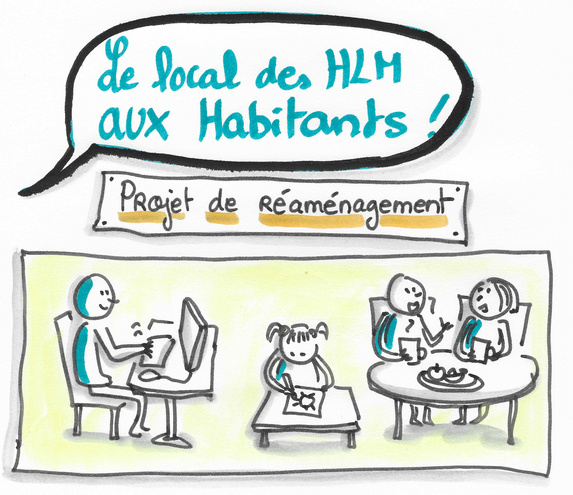 Le local des HLM
aux Habitants !
Projet de Réaménagement